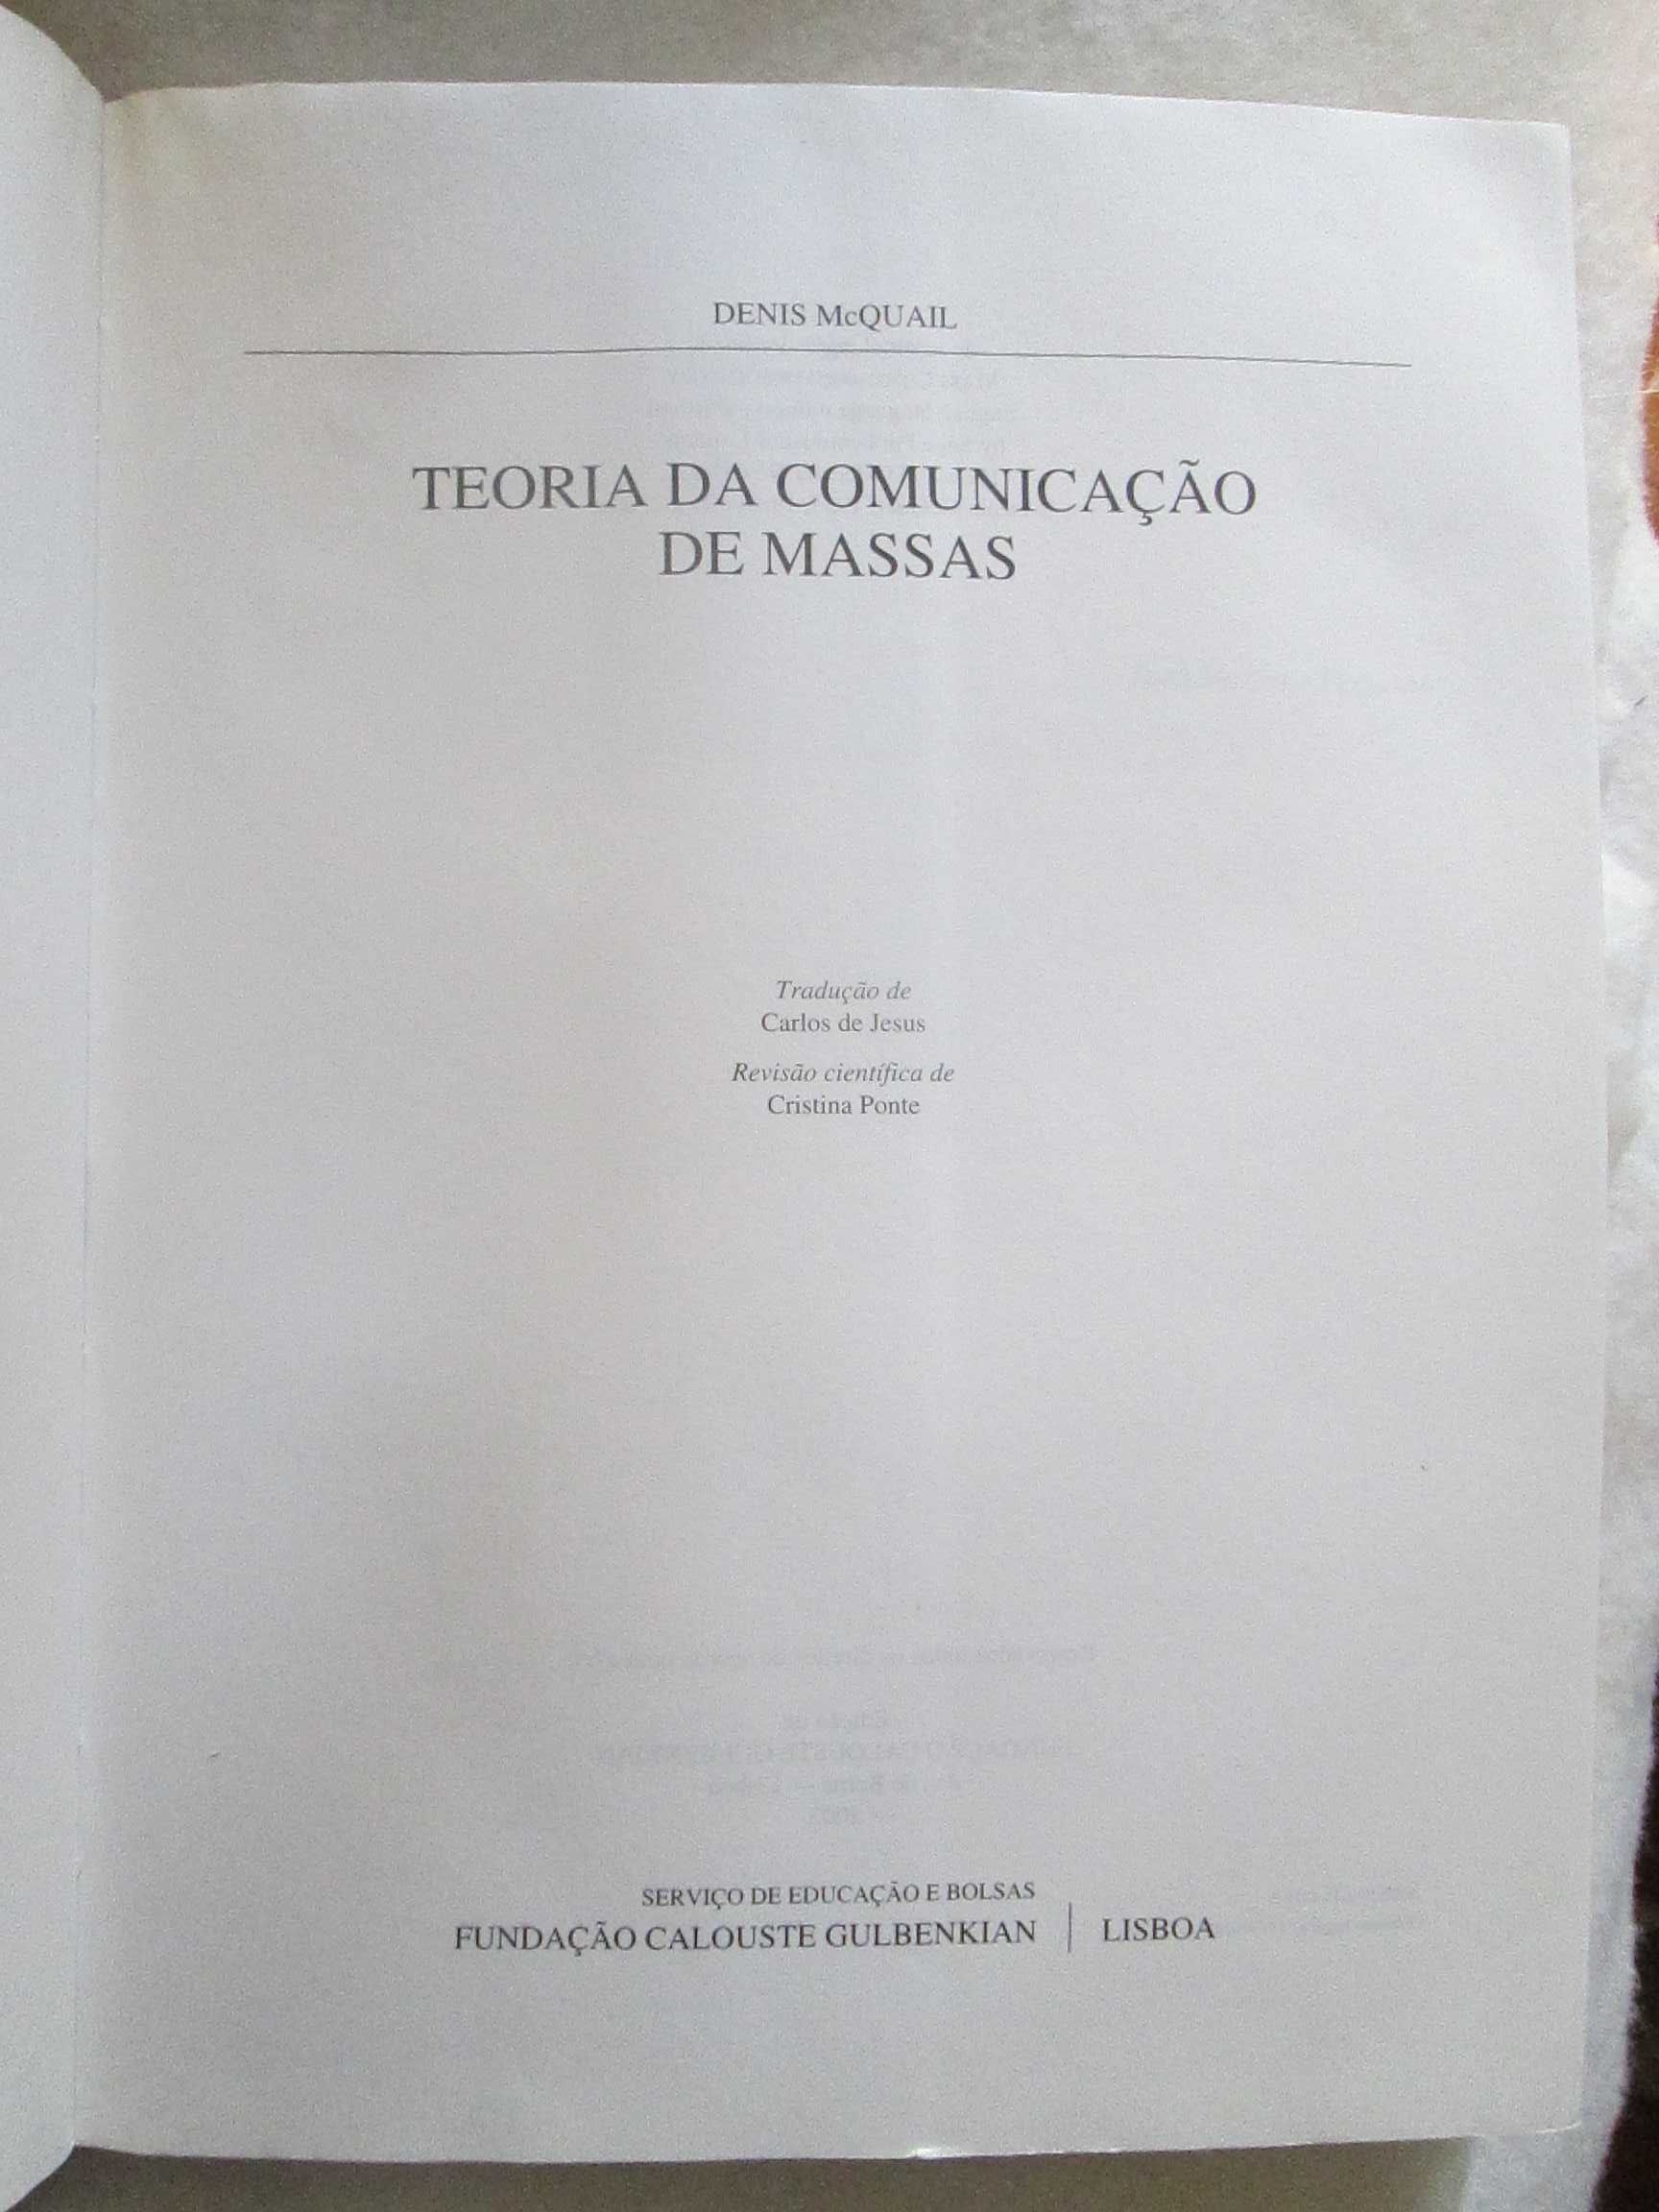 DENIS McQUAIL
TEORIA DA COMUNICAÇÃO
DE MASSAS
Tradução de
Carlos de Jesus
Revisão científica de
Cristina Ponte
SERVIÇO DE EDUCAÇÃO E BOLSAS
FUNDAÇÃO CALOUSTE GULBENKIAN | LISBOA